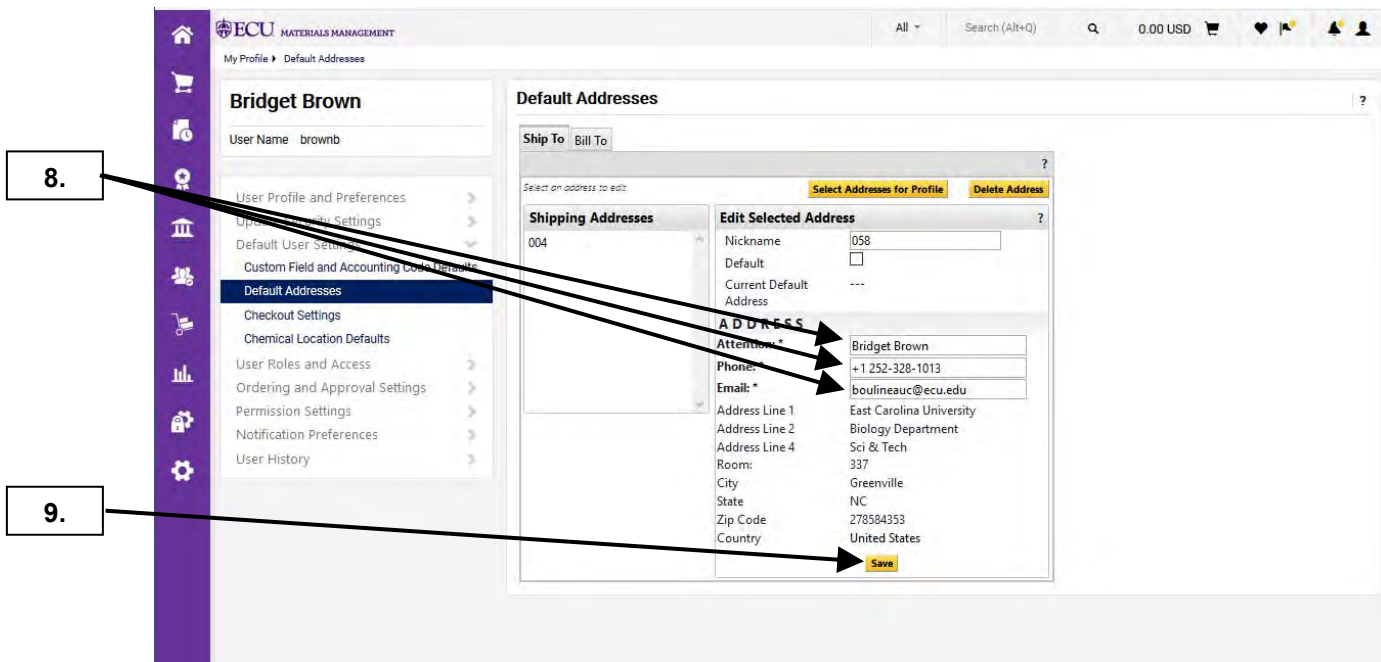 ECU MATERIALS MANAGEMENT
All
Search (Alt+Q)
0.00 USD
My Profile Default Addresses
Bridget Brown
User Name brownb
8.
User Profile and Preferences
Update Security Settings
Default User Settings
Custom Field and Accounting Code Defaults
Default Addresses
Checkout Settings
Chemical Location Defaults
User Roles and Access
Ordering and Approval Settings
Permission Settings
Notification Preferences
User History
9.
Default Addresses
?
Ship To Bill To
?
Select an address to edit
Select Addresses for Profile
Delete Address
Shipping Addresses
004
Edit Selected Address ?
Nickname 058
Default
Current Default Address ---
ADDRESS
Attention: * Bridget Brown
Phone: * +1 252-328-1013
Email: * boulineauc@ecu.edu
Address Line 1 East Carolina University
Address Line 2 Biology Department
Address Line 4 Sci & Tech
Room: 337
City Greenville
State NC
Zip Code 278584353
Country United States
Save